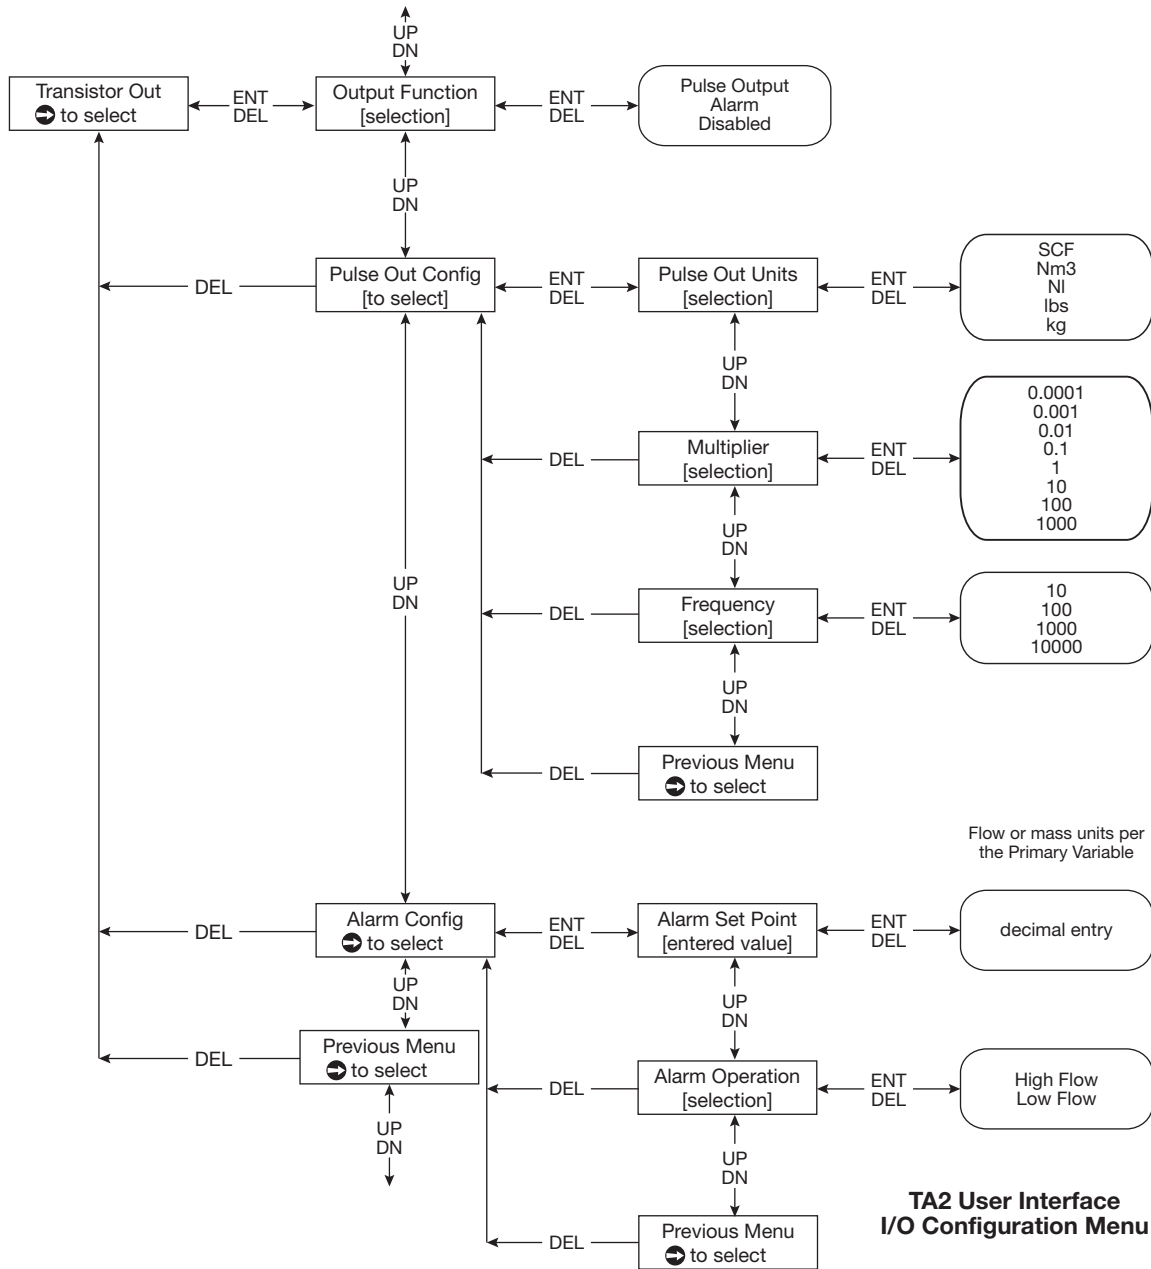 UP
DN
Transistor Out
to select
ENT
DEL
Output Function
[selection]
ENT
DEL
Pulse Output
Alarm
Disabled
UP
DN
DEL
Pulse Out Config
[to select]
ENT
DEL
Pulse Out Units
[selection]
ENT
DEL
SCF
Nm3
Nl
lbs
kg
UP
DN
DEL
Multiplier
[selection]
ENT
DEL
0.0001
0.001
0.01
0.1
1
10
100
1000
UP
DN
UP
DN
DEL
Frequency
[selection]
ENT
DEL
10
100
1000
10000
UP
DN
DEL
Previous Menu
to select
Flow or mass units per
the Primary Variable
DEL
Alarm Config
to select
ENT
DEL
Alarm Set Point
[entered value]
ENT
DEL
decimal entry
UP
DN
UP
DN
DEL
Previous Menu
to select
DEL
Alarm Operation
[selection]
ENT
DEL
High Flow
Low Flow
UP
DN
UP
DN
DEL
Previous Menu
to select
TA2 User Interface
I/O Configuration Menu